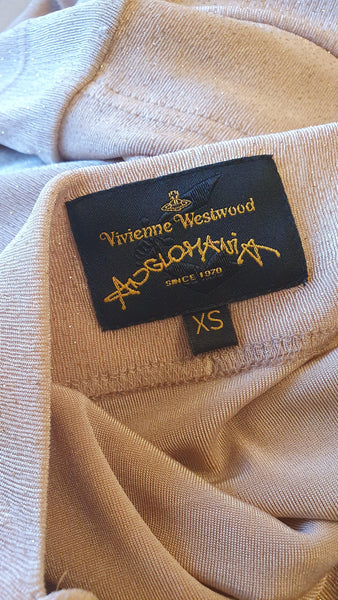 Vivienne Westwood
ANGLOMANIA
SINCE 1970
XS